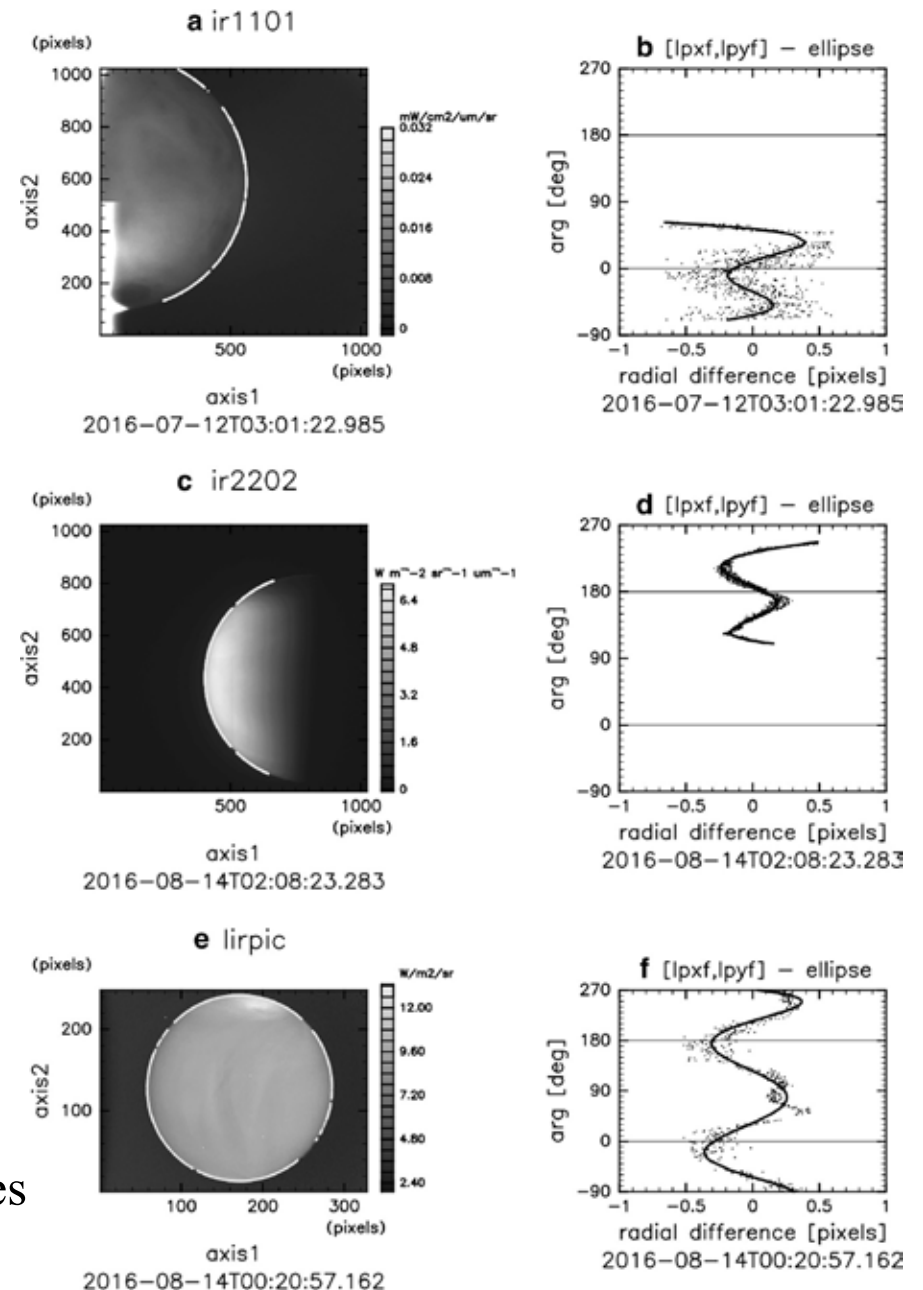 a ir1101
(pixels)
1000
800
600
400
200
axis2
500
1000
(pixels)
axis1
2016-07-12T03:01:22.985
mW/cm2/um/sr
0.032
0.024
0.016
0.008
0
b [lpxf,lpyf] - ellipse
270
180
90
0
-90
arg [deg]
-1 -0.5 0 0.5 1
radial difference [pixels]
2016-07-12T03:01:22.985
c ir2202
(pixels)
1000
800
600
400
200
axis2
500
1000
(pixels)
axis1
2016-08-14T02:08:23.283
W m^-2 sr^-1 um^-1
6.4
4.8
3.2
1.6
0
d [lpxf,lpyf] - ellipse
270
180
90
0
-90
arg [deg]
-1 -0.5 0 0.5 1
radial difference [pixels]
2016-08-14T02:08:23.283
e lirpic
(pixels)
200
100
axis2
100 200 300
(pixels)
axis1
2016-08-14T00:20:57.162
W/m2/sr
12.00
9.60
7.20
4.80
2.40
f [lpxf,lpyf] - ellipse
270
180
90
0
-90
arg [deg]
-1 -0.5 0 0.5 1
radial difference [pixels]
2016-08-14T00:20:57.162
es